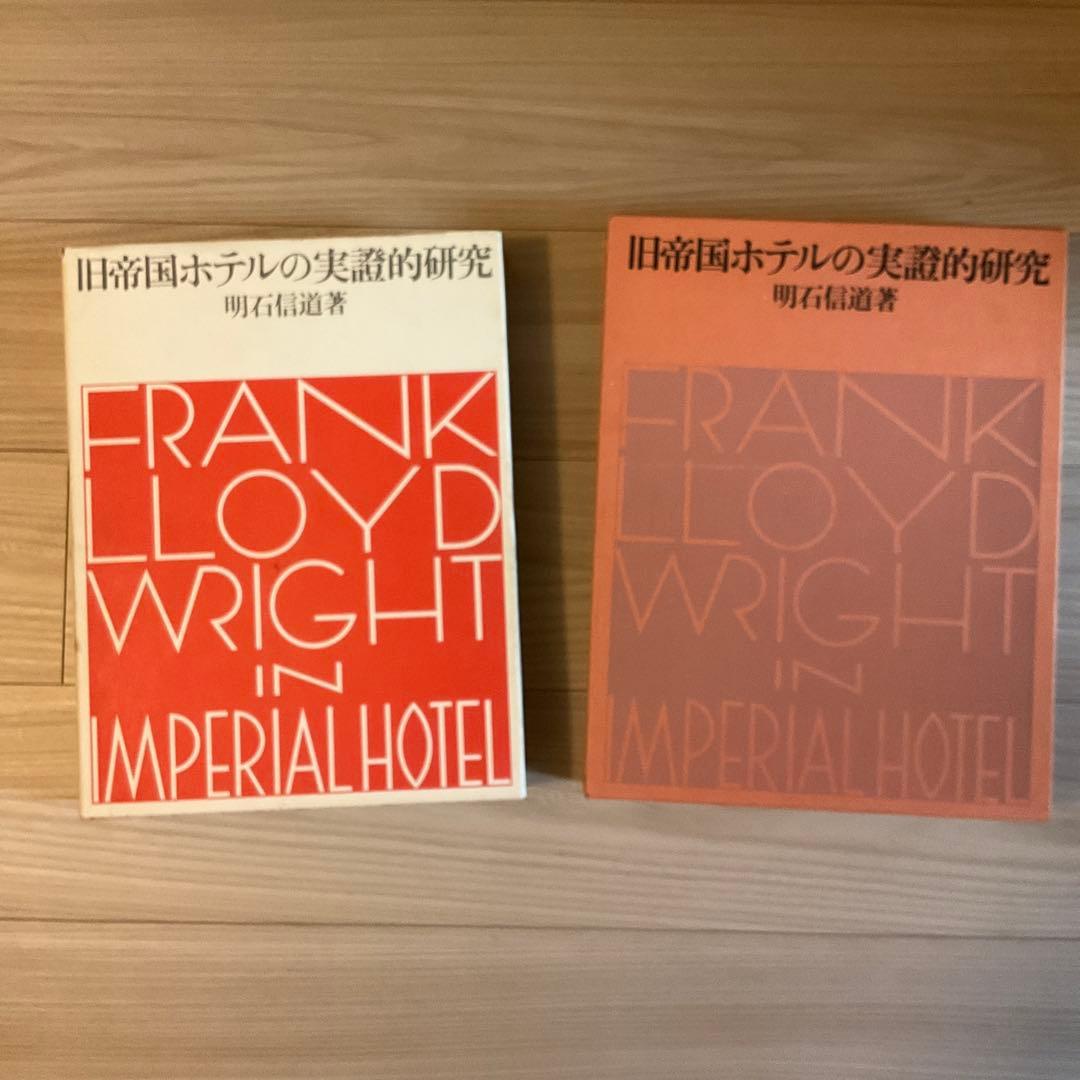 旧帝国ホテルの実證的研究
明石信道著
FRANK
LLOYD
WRIGHT
IN
IMPERIAL HOTEL
旧帝国ホテルの実證的研究
明石信道著
FRANK
LLOYD
WRIGHT
IN
IMPERIAL HOTEL